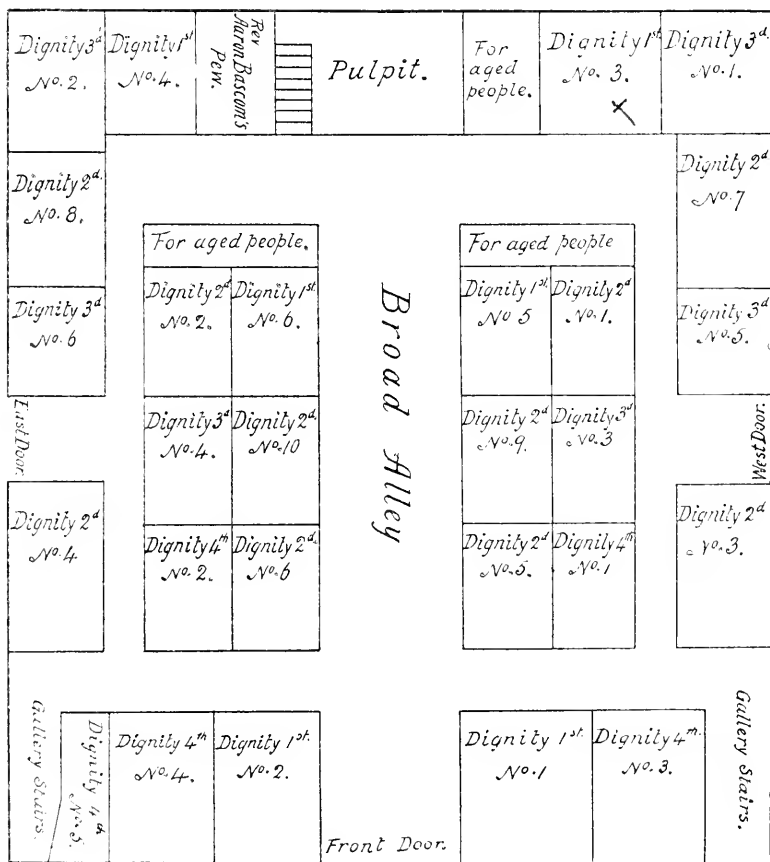 Dignity 3d
No. 2.
Dignity 1st
No. 4.
Rev
Aaron Bascom's
Pew.
Pulpit.
For
aged
people.
Dignity 1st
No. 3.
Dignity 3d
No. 1.
Dignity 2d
No. 8.
Dignity 2d
No. 7
For aged people.
For aged people
Dignity 3d
No. 6
Dignity 2d
No. 2.
Dignity 1st.
No. 6.
Broad Alley
Dignity 1st.
No 5
Dignity 2d
No. 1.
Dignity 3d
No. 5.
East Door.
Dignity 3d
No. 4.
Dignity 2d
No. 10
Dignity 2d
No. 9.
Dignity 3d
No. 3
West Door.
Dignity 2d
No. 4
Dignity 4th
No. 2.
Dignity 2d
No. 6
Dignity 2d
No. 5.
Dignity 4th
No. 1
Dignity 2d
No. 3.
Gallery Stairs.
Dignity 4th
No. 5.
Dignity 4th
No. 4.
Dignity 1st.
No. 2.
Front Door.
Dignity 1st.
No. 1
Dignity 4th.
No. 3.
Gallery Stairs.